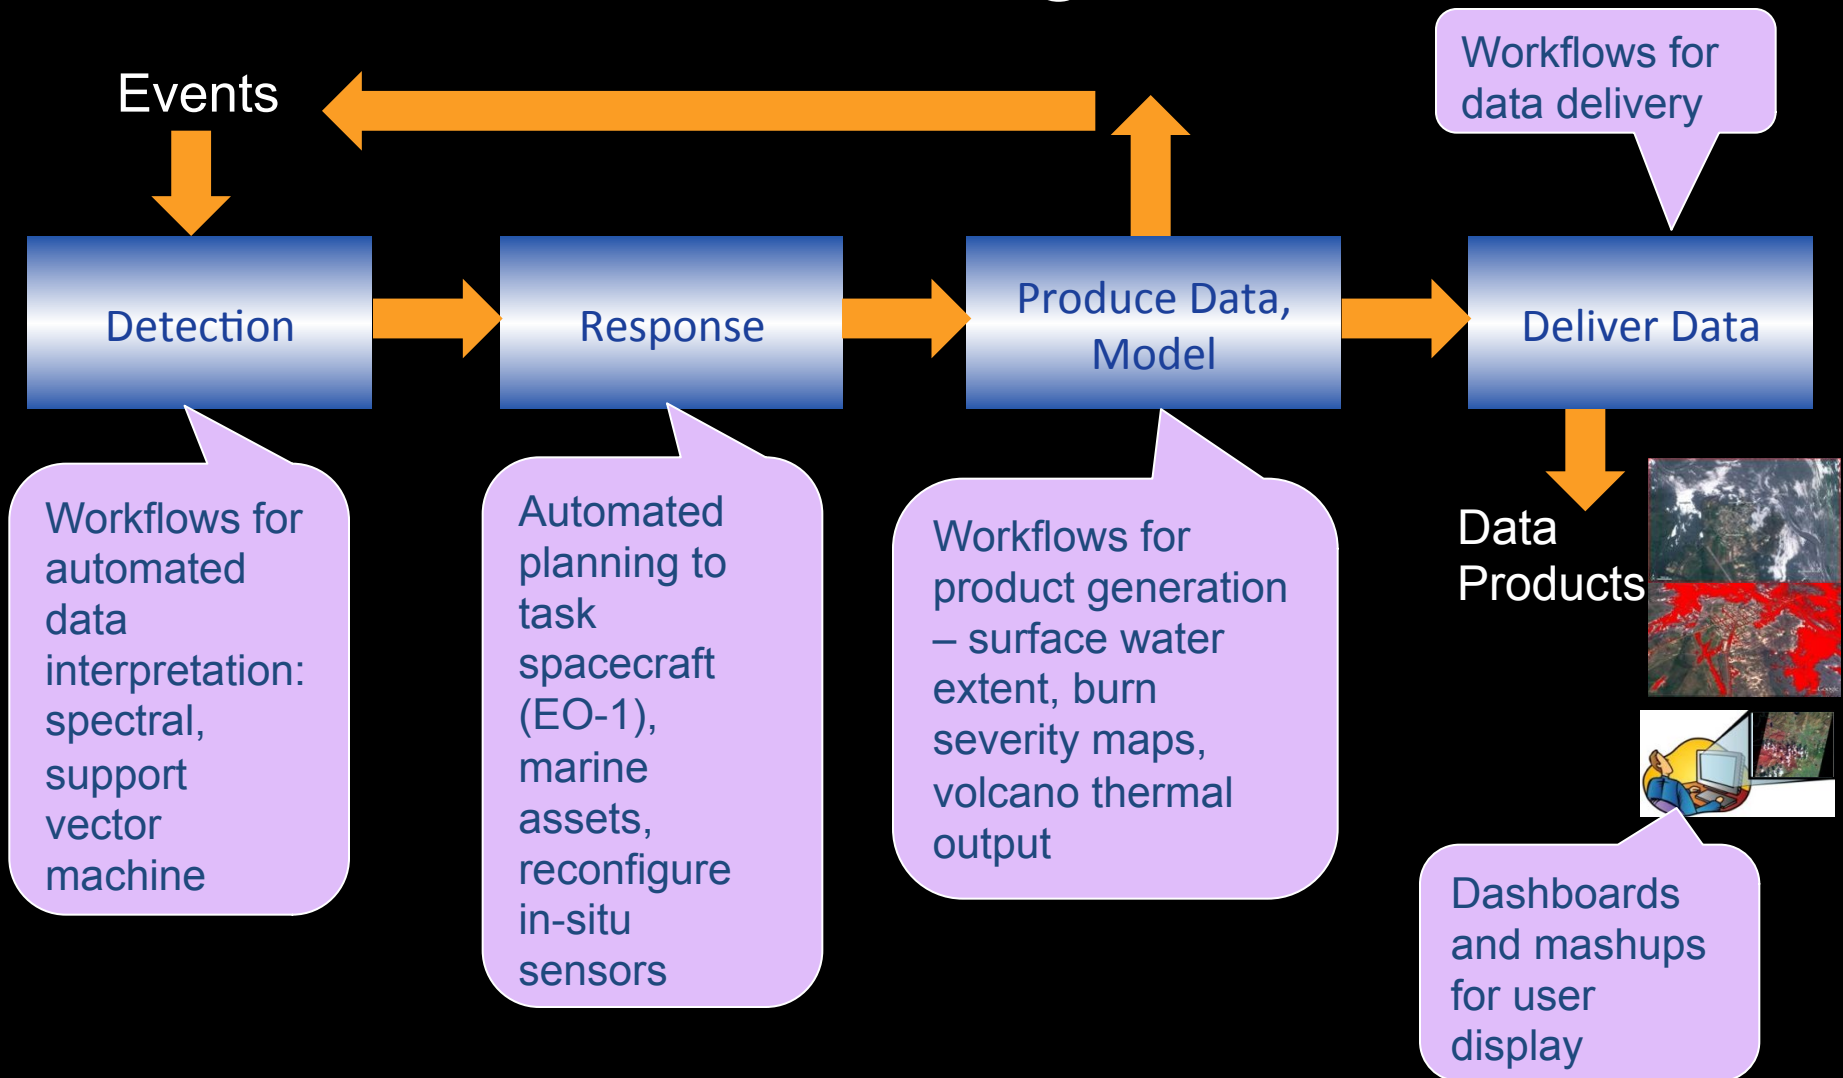 Events
Workflows for
data delivery
Detection
Response
Produce Data,
Model
Deliver Data
Workflows for
automated
data
interpretation:
spectral,
support
vector
machine
Automated
planning to
task
spacecraft
(EO-1),
marine
assets,
reconfigure
in-situ
sensors
Workflows for
product generation
– surface water
extent, burn
severity maps,
volcano thermal
output
Data
Products
Dashboards
and mashups
for user
display